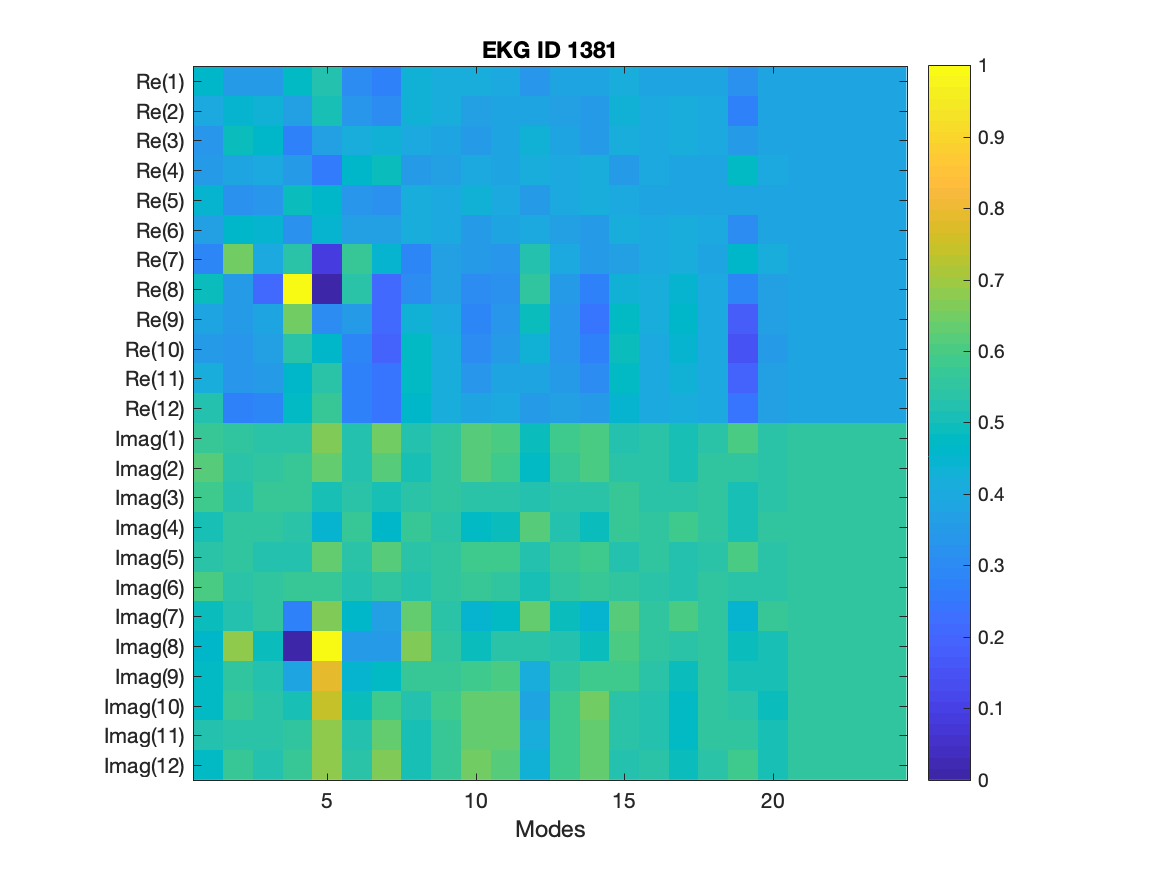 EKG ID 1381
Re(1)
Re(2)
Re(3)
Re(4)
Re(5)
Re(6)
Re(7)
Re(8)
Re(9)
Re(10)
Re(11)
Re(12)
Imag(1)
Imag(2)
Imag(3)
Imag(4)
Imag(5)
Imag(6)
Imag(7)
Imag(8)
Imag(9)
Imag(10)
Imag(11)
Imag(12)
5 10 15 20
Modes
1
0.9
0.8
0.7
0.6
0.5
0.4
0.3
0.2
0.1
0